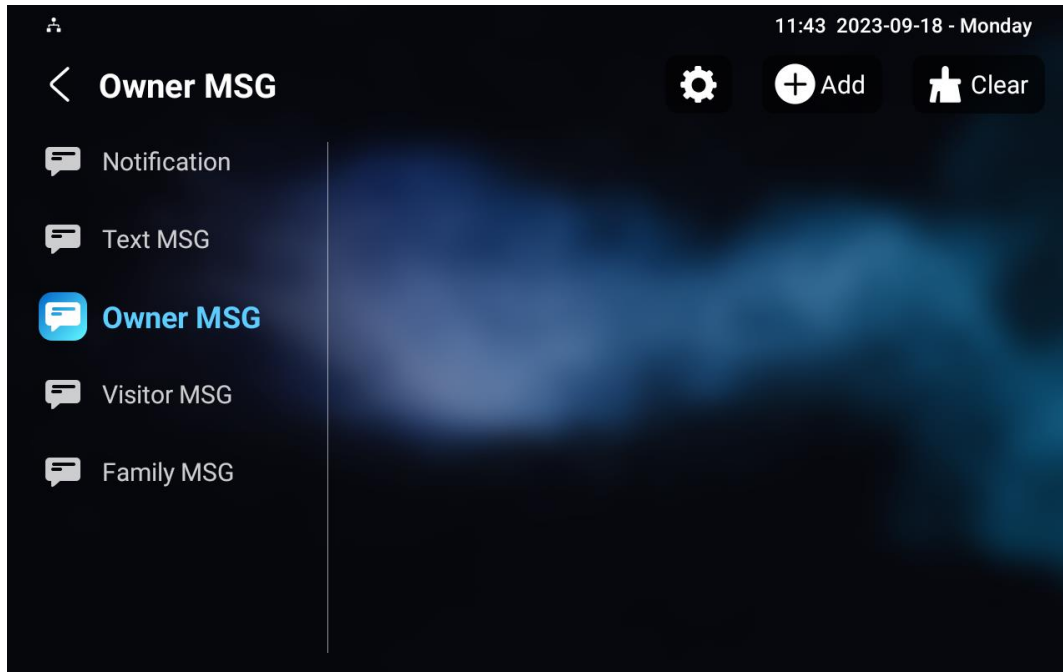 11:43 2023-09-18 - Monday
Owner MSG
Add
Clear
Notification
Text MSG
Owner MSG
Visitor MSG
Family MSG